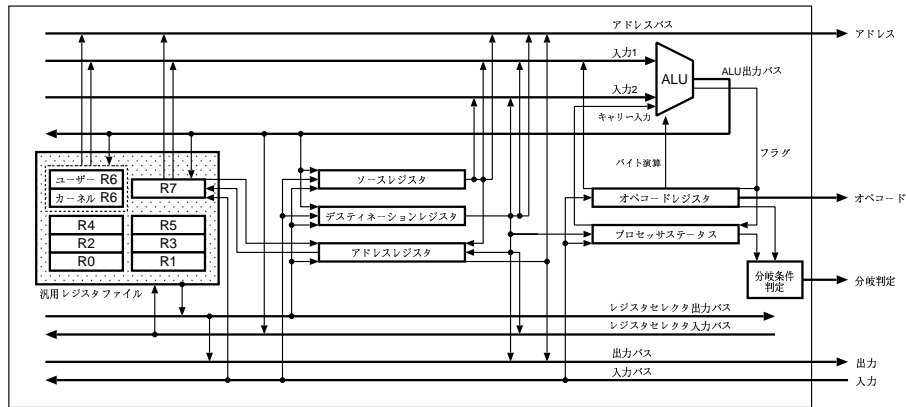 アドレスバス
アドレス
入力1
ALU
ALU出力バス
入力2
キャリー入力
バイト演算
フラグ
ユーザー R6
カーネル R6
R7
R4
R5
R2
R3
R0
R1
汎用レジスタファイル
ソースレジスタ
デスティネーションレジスタ
アドレスレジスタ
オペコードレジスタ
オペコード
プロセッサステータス
分岐条件
判定
分岐判定
レジスタセレクタ出力バス
レジスタセレクタ入力バス
出力バス
出力
入力バス
入力